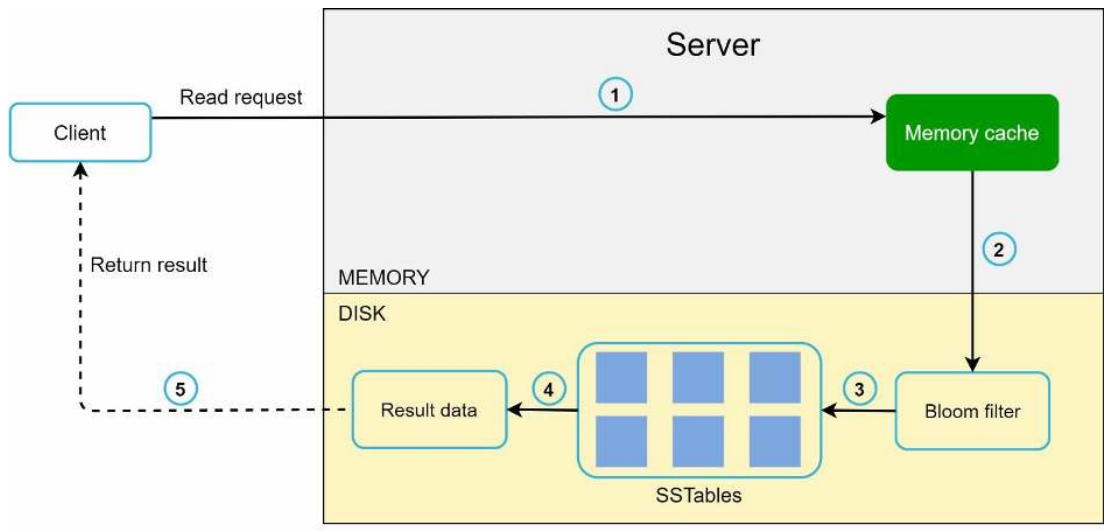 Server
Read request
1
Client
Memory cache
2
Return result
MEMORY
DISK
5
Result data
4
3
Bloom filter
SSTables